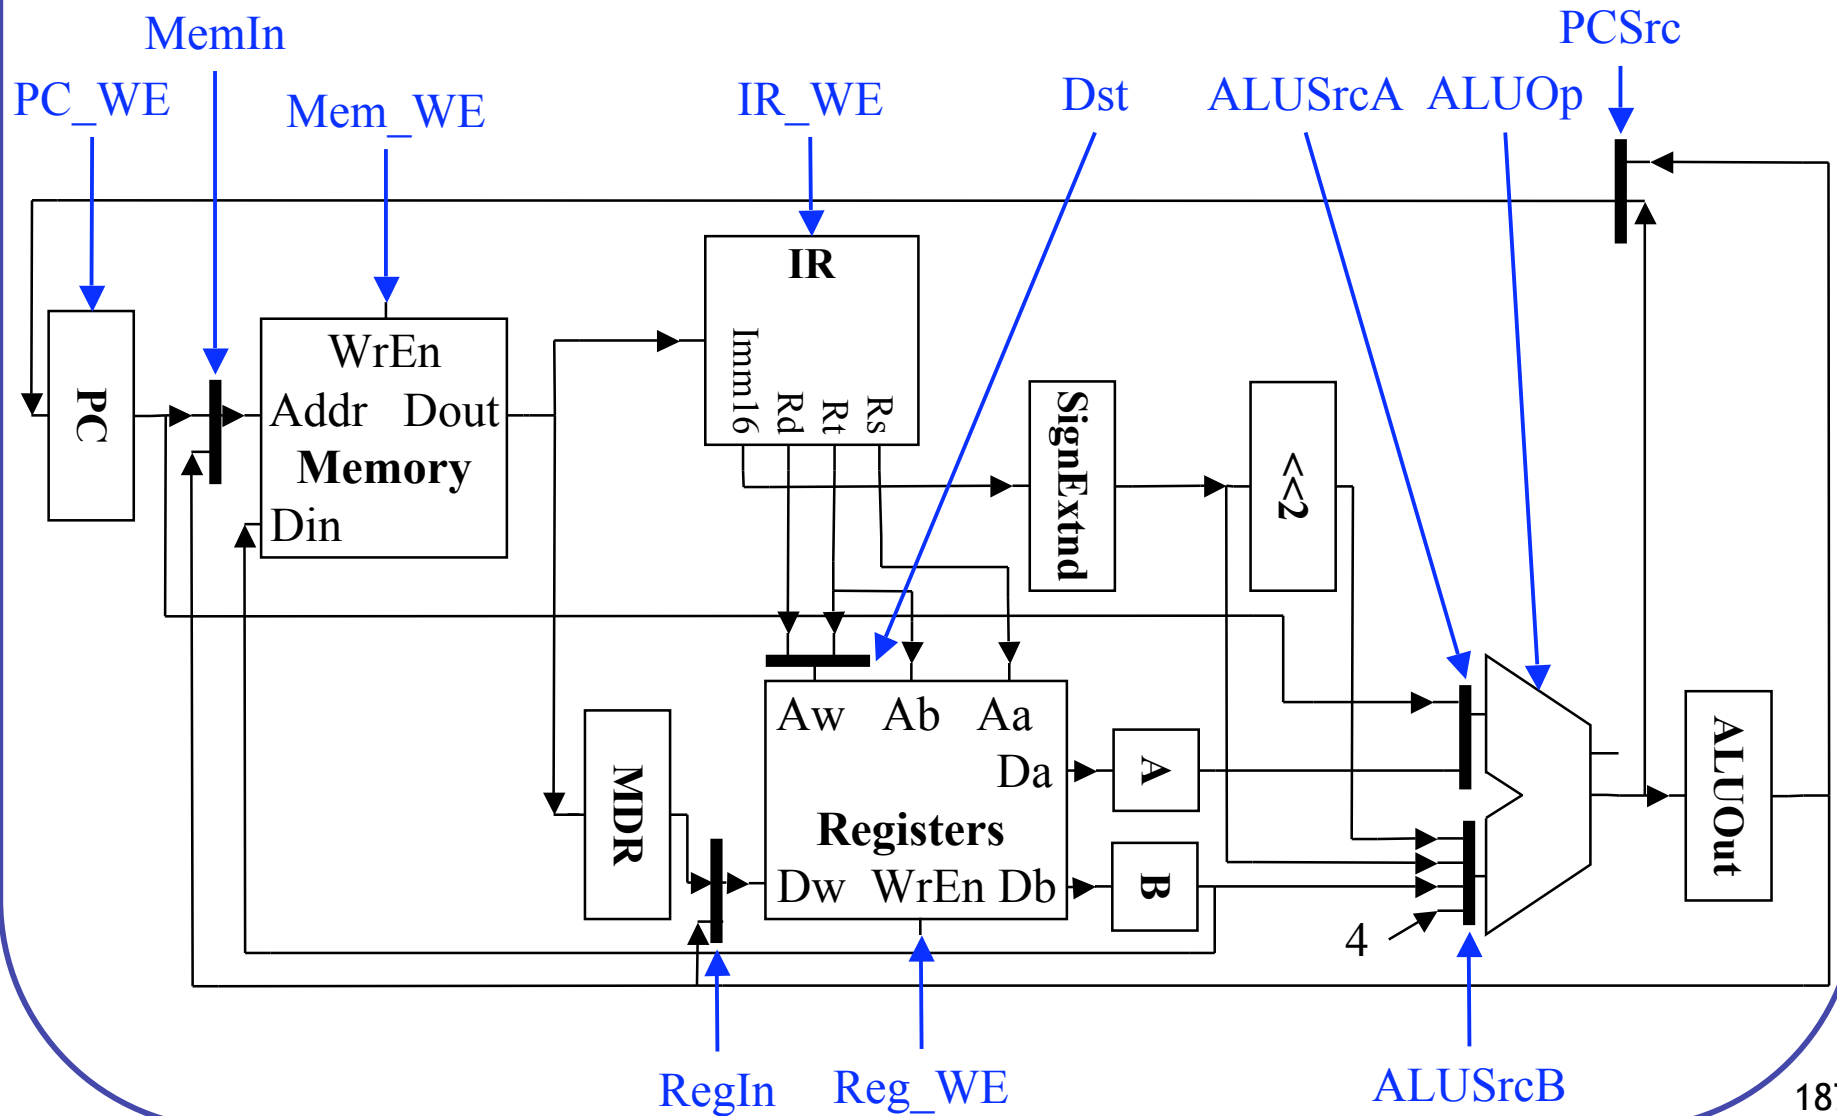 MemIn
PCSrc
PC_WE
Mem_WE
IR_WE
Dst
ALUSrcA
ALUOp
IR
Imm16
Rd
Rt
Rs
PC
WrEn
Addr
Dout
Memory
Din
SignExtnd
<<2
Aw
Ab
Aa
Da
Registers
Dw
WrEn
Db
MDR
A
B
4
ALUOut
RegIn
Reg_WE
ALUSrcB